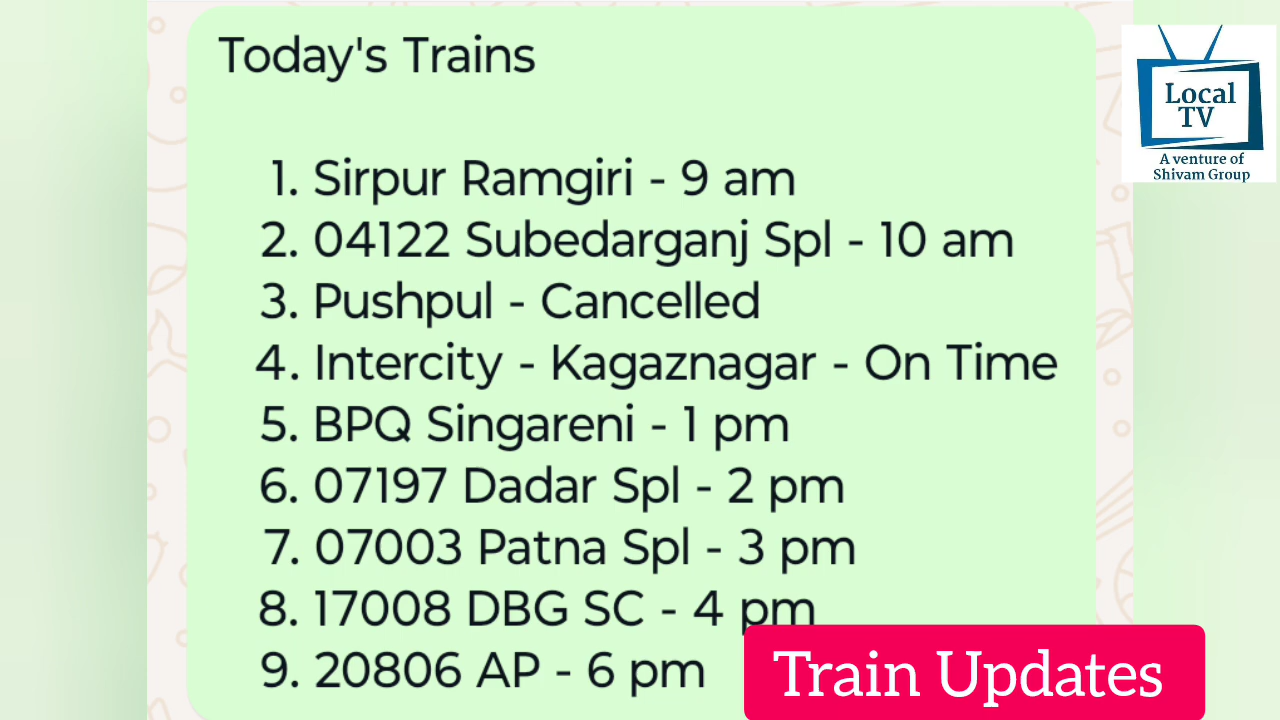 Today's Trains
1. Sirpur Ramgiri - 9 am
2. 04122 Subedarganj Spl - 10 am
3. Pushpul - Cancelled
4. Intercity - Kagaznagar - On Time
5. BPQ Singareni - 1 pm
6. 07197 Dadar Spl - 2 pm
7. 07003 Patna Spl - 3 pm
8. 17008 DBG SC - 4 pm
9. 20806 AP - 6 pm
Local
TV
A venture of
Shivam Group
Train Updates